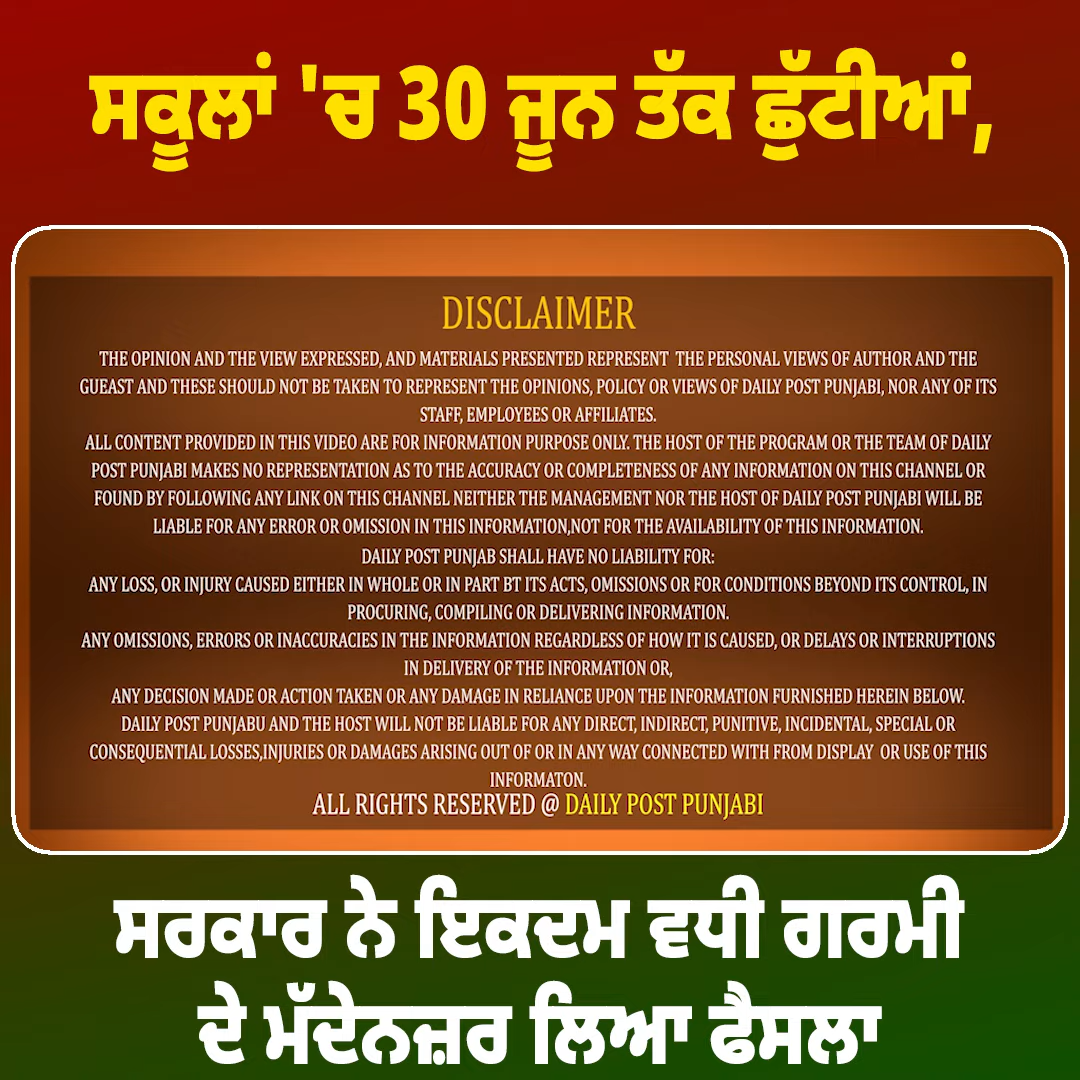 ਸਕੂਲਾਂ 'ਚ 30 ਜੂਨ ਤੱਕ ਛੁੱਟੀਆਂ,
DISCLAIMER
THE OPINION AND THE VIEW EXPRESSED, AND MATERIALS PRESENTED REPRESENT THE PERSONAL VIEWS OF AUTHOR AND THE
GUEAST AND THESE SHOULD NOT BE TAKEN TO REPRESENT THE OPINIONS, POLICY OR VIEWS OF DAILY POST PUNJABI, NOR ANY OF ITS
STAFF, EMPLOYEES OR AFFILIATES.
ALL CONTENT PROVIDED IN THIS VIDEO ARE FOR INFORMATION PURPOSE ONLY. THE HOST OF THE PROGRAM OR THE TEAM OF DAILY
POST PUNJABI MAKES NO REPRESENTATION AS TO THE ACCURACY OR COMPLETENESS OF ANY INFORMATION ON THIS CHANNEL OR
FOUND BY FOLLOWING ANY LINK ON THIS CHANNEL NEITHER THE MANAGEMENT NOR THE HOST OF DAILY POST PUNJABI WILL BE
LIABLE FOR ANY ERROR OR OMISSION IN THIS INFORMATION,NOT FOR THE AVAILABILITY OF THIS INFORMATION.
DAILY POST PUNJAB SHALL HAVE NO LIABILITY FOR:
ANY LOSS, OR INJURY CAUSED EITHER IN WHOLE OR IN PART BT ITS ACTS, OMISSIONS OR FOR CONDITIONS BEYOND ITS CONTROL, IN
PROCURING, COMPILING OR DELIVERING INFORMATION.
ANY OMISSIONS, ERRORS OR INACCURACIES IN THE INFORMATION REGARDLESS OF HOW IT IS CAUSED, OR DELAYS OR INTERRUPTIONS
IN DELIVERY OF THE INFORMATION OR,
ANY DECISION MADE OR ACTION TAKEN OR ANY DAMAGE IN RELIANCE UPON THE INFORMATION FURNISHED HEREIN BELOW.
DAILY POST PUNJABU AND THE HOST WILL NOT BE LIABLE FOR ANY DIRECT, INDIRECT, PUNITIVE, INCIDENTAL, SPECIAL OR
CONSEQUENTIAL LOSSES,INJURIES OR DAMAGES ARISING OUT OF OR IN ANY WAY CONNECTED WITH FROM DISPLAY OR USE OF THIS
INFORMATON.
ALL RIGHTS RESERVED @ DAILY POST PUNJABI
ਸਰਕਾਰ ਨੇ ਇਕਦਮ ਵਧੀ ਗਰਮੀ
ਦੇ ਮੱਦੇਨਜ਼ਰ ਲਿਆ ਫੈਸਲਾ